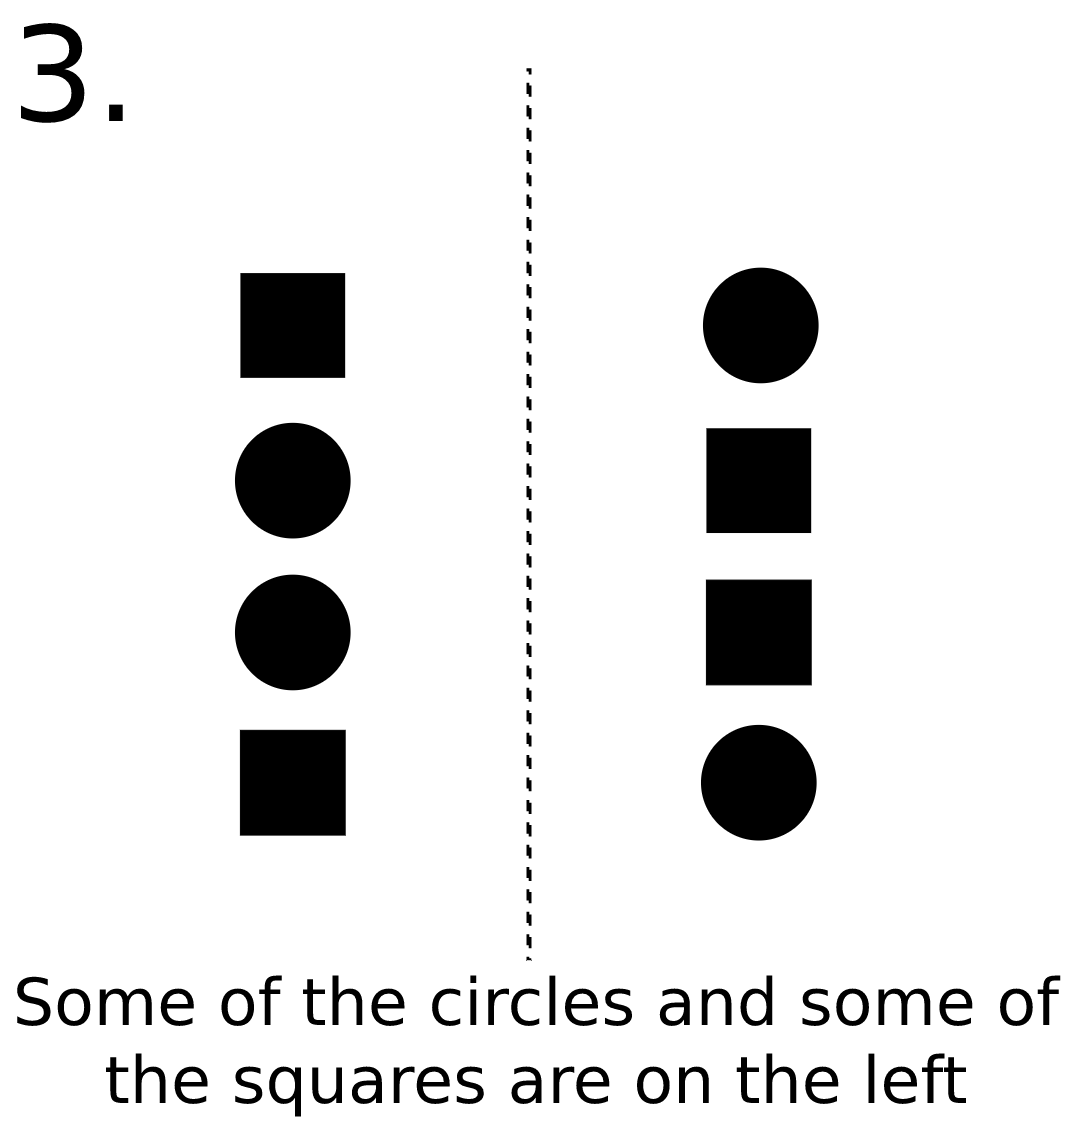 3.
Some of the circles and some of
the squares are on the left